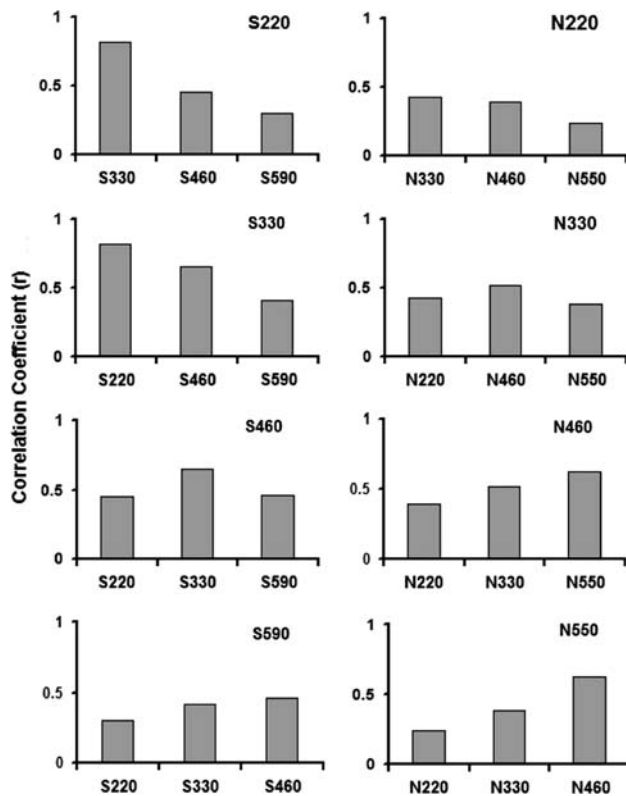 Correlation Coefficient (r)
S220
1
0.5
0
S330 S460 S590
N220
1
0.5
0
N330 N460 N550
S330
1
0.5
0
S220 S460 S590
N330
1
0.5
0
N220 N460 N550
S460
1
0.5
0
S220 S330 S590
N460
1
0.5
0
N220 N330 N550
S590
1
0.5
0
S220 S330 S460
N550
1
0.5
0
N220 N330 N460